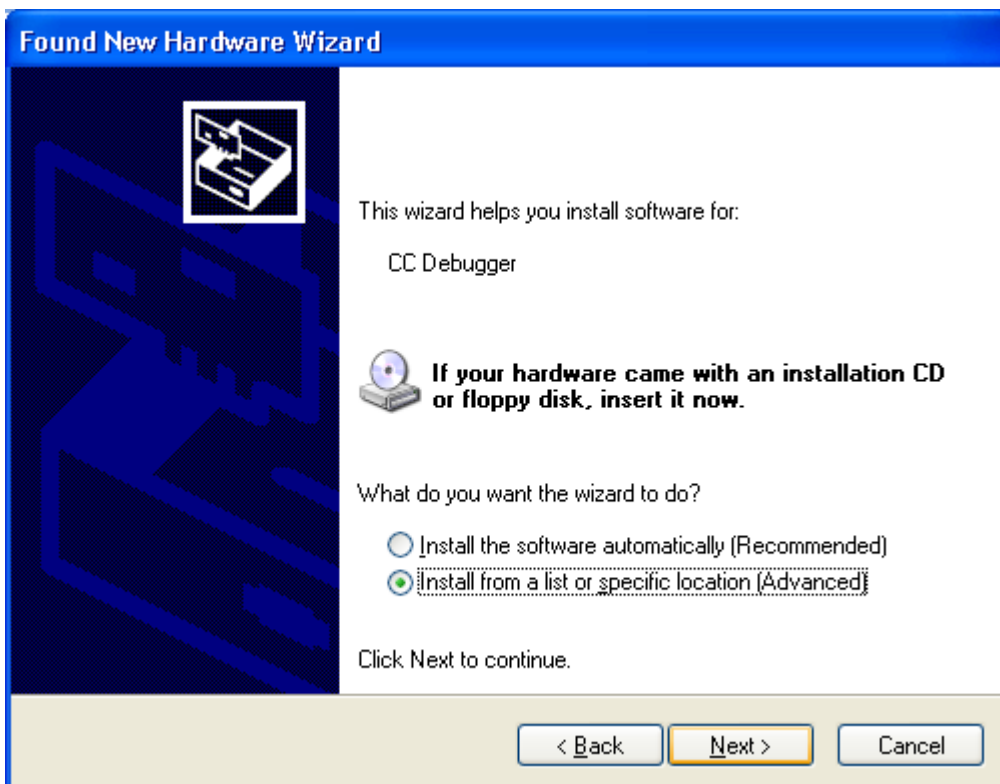 Found New Hardware Wizard
This wizard helps you install software for:
CC Debugger
If your hardware came with an installation CD
or floppy disk, insert it now.
What do you want the wizard to do?
Install the software automatically (Recommended)
Install from a list or specific location (Advanced)
Click Next to continue.
< Back
Next >
Cancel